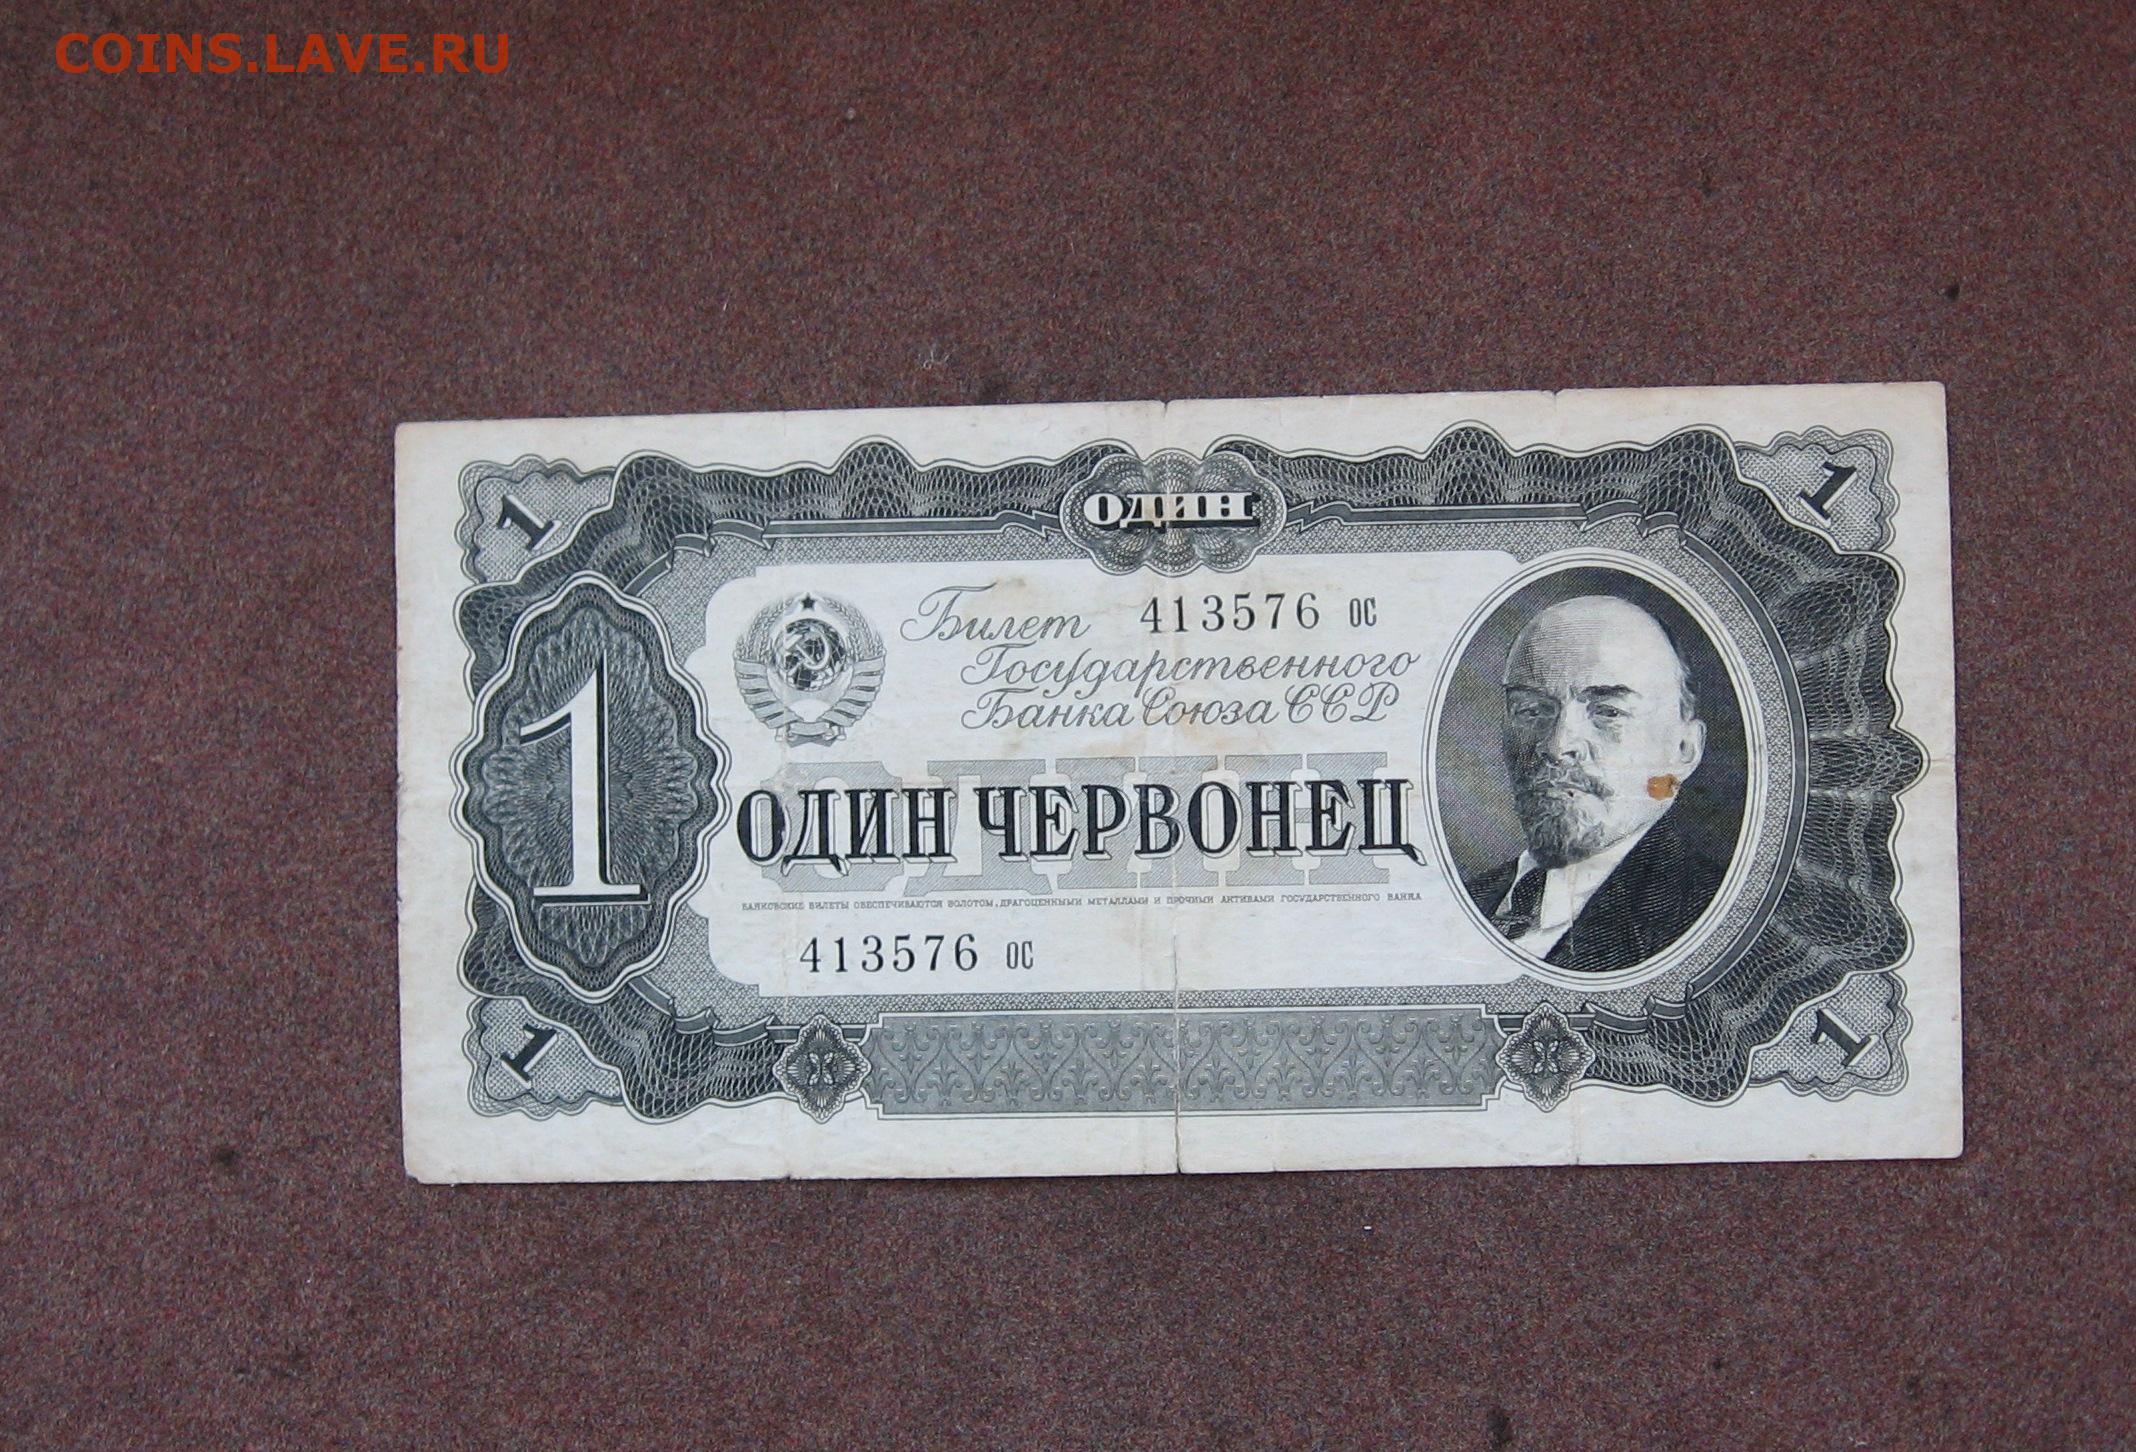 COINS.LAVE.RU
1
ОДИН
1
Билет 413576 ОС
Государственного
Банка Союза ССР
1
ОДИН
ОДИН ЧЕРВОНЕЦ
БАНКОВСКИЕ БИЛЕТЫ ОБЕСПЕЧИВАЮТСЯ ЗОЛОТОМ, ДРАГОЦЕННЫМИ МЕТАЛЛАМИ И ПРОЧИМИ АКТИВАМИ ГОСУДАРСТВЕННОГО БАНКА
413576 ОС
1
1